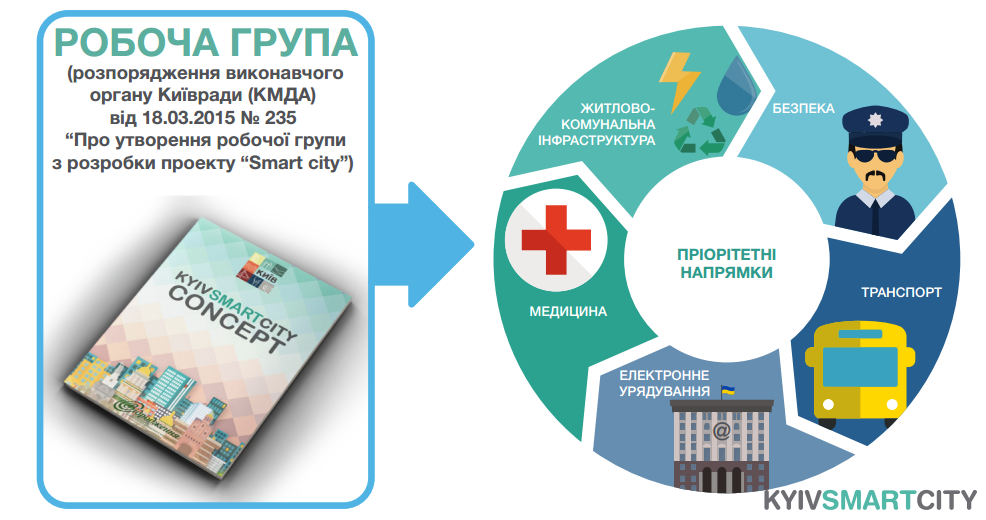 РОБОЧА ГРУПА
(розпорядження виконавчого
органу Київради (КМДА)
від 18.03.2015 № 235
“Про утворення робочої групи
з розробки проекту “Smart city”)
КИЇВ
KYIVSMARTCITY
CONCEPT
ЖИТЛОВО-
КОМУНАЛЬНА
ІНФРАСТРУКТУРА
БЕЗПЕКА
ПРІОРІТЕТНІ
НАПРЯМКИ
МЕДИЦИНА
ТРАНСПОРТ
ЕЛЕКТРОННЕ
УРЯДУВАННЯ
@
KYIVSMARTCITY